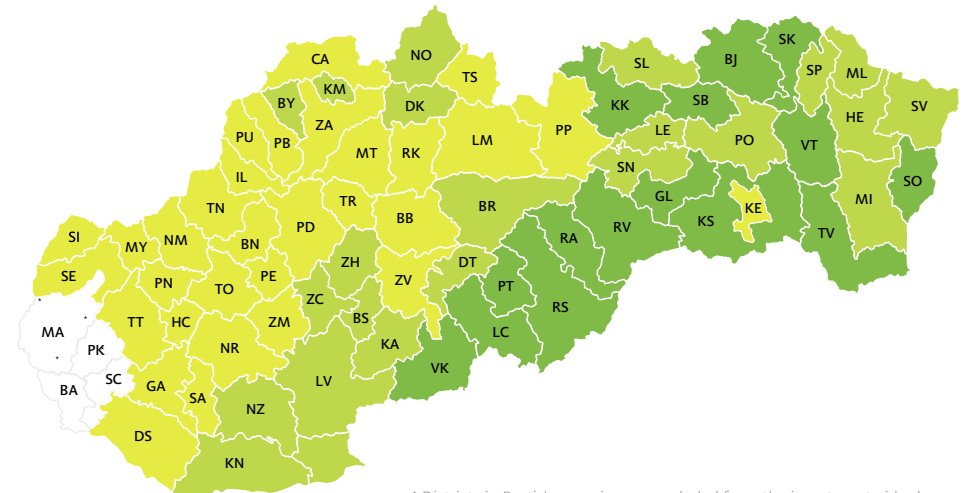 NO
SK
CA
BJ
SL
SP
ML
TS
KM
BY
DK
KK
SB
SV
HE
ZA
PU
PB
LM
PP
LE
PO
VT
MT
RK
SN
IL
SO
GL
MI
TR
BR
TN
KE
BB
KS
PD
RV
SI
NM
BN
RA
TV
MY
ZH
DT
SE
PE
PN
TO
ZV
PT
ZC
RS
BS
TT
HC
ZM
MA
LC
KA
PK
NR
VK
SC
GA
LV
BA
SA
NZ
DS
KN